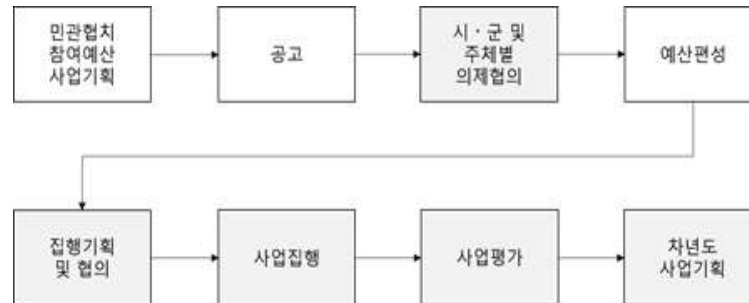 민관협치
참여예산
사업기획
공고
시·군 및
주체별
의제협의
예산편성
집행기획
및 협의
사업집행
사업평가
차년도
사업기획